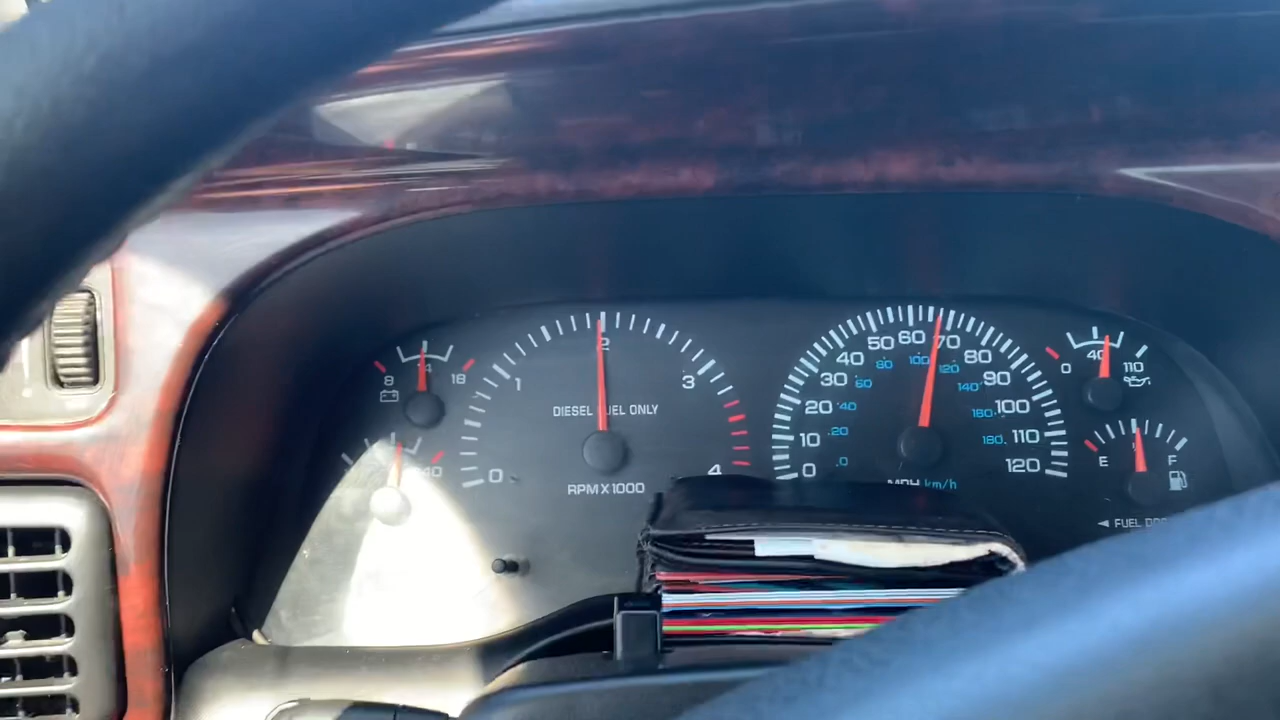 8 14 18
40
0 1 2 3 4
DIESEL FUEL ONLY
RPM X 1000
0 10 20 30 40 50 60 70 80 90 100 110 120
.0 .20 40 60 80 100 120 140 180 180
MPH km/h
0 40 110
E F
FUEL DOO